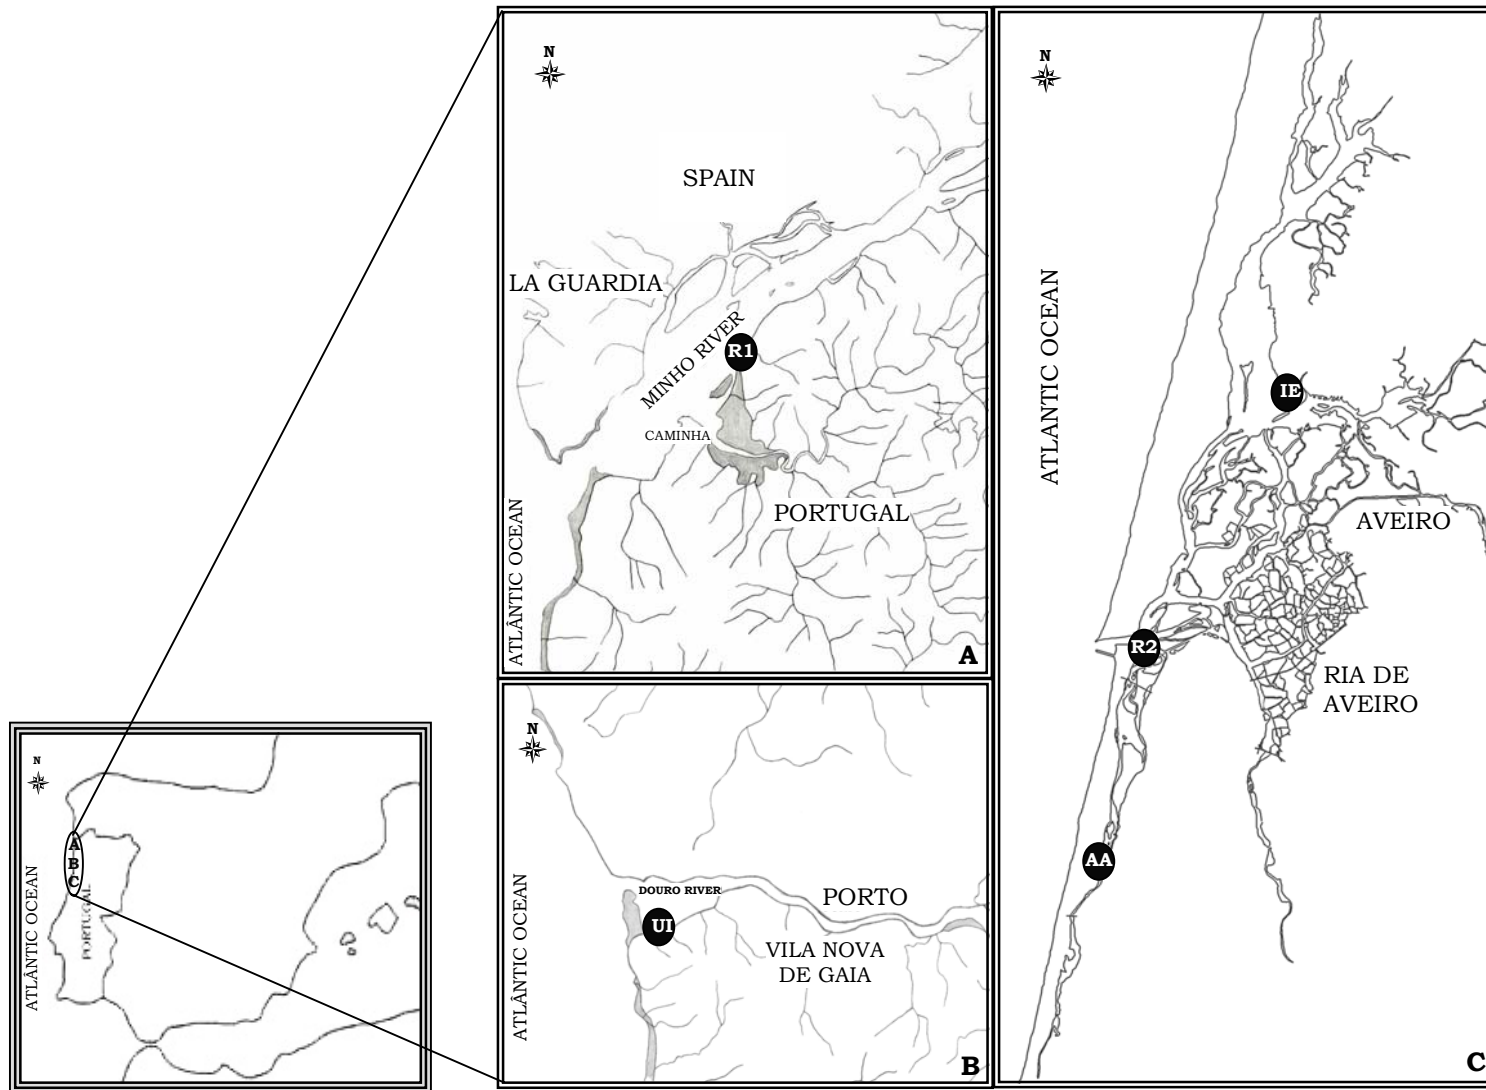 N
SPAIN
LA GUARDIA
MINHO RIVER
R1
CAMINHA
PORTUGAL
ATLÂNTIC OCEAN
A
N
DOURO RIVER
UI
PORTO
VILA NOVA
DE GAIA
ATLÂNTIC OCEAN
B
N
ATLANTIC OCEAN
IE
AVEIRO
R2
RIA DE
AVEIRO
AA
C
N
A
B
C
PORTUGAL
ATLÂNTIC OCEAN